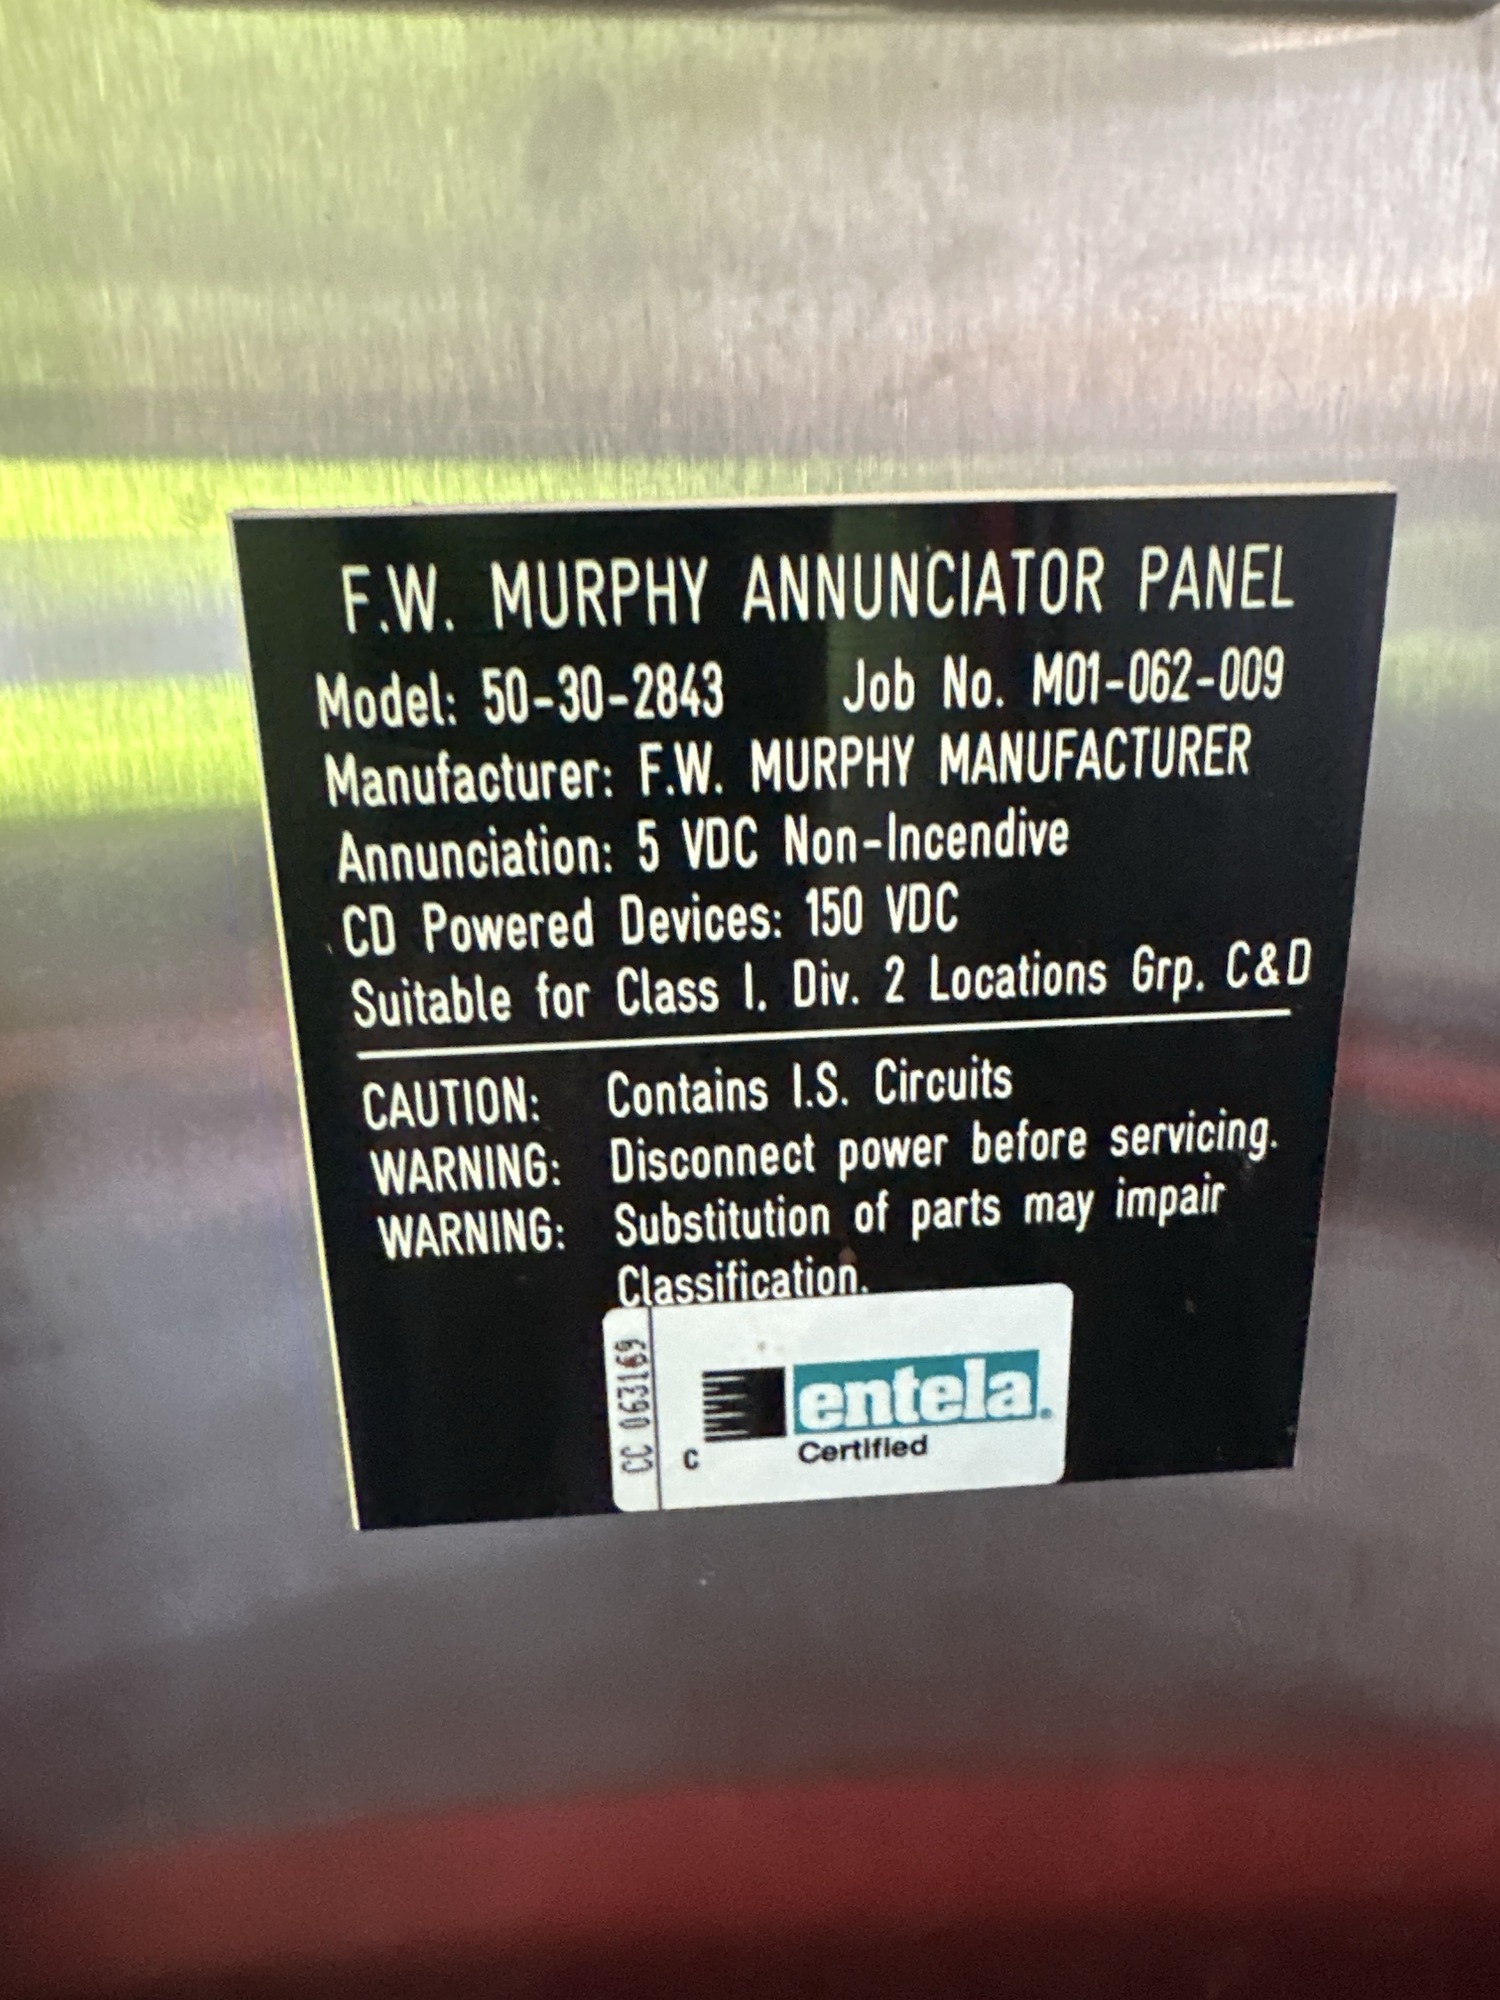 F.W. MURPHY ANNUNCIATOR PANEL
Model: 50-30-2843 Job No. M01-062-009
Manufacturer: F.W. MURPHY MANUFACTURER
Annunciation: 5 VDC Non-Incendive
CD Powered Devices: 150 VDC
Suitable for Class I. Div. 2 Locations Grp. C&D
CAUTION: Contains I.S. Circuits
WARNING: Disconnect power before servicing.
WARNING: Substitution of parts may impair
Classification.
CC 063169
C
entela®
Certified